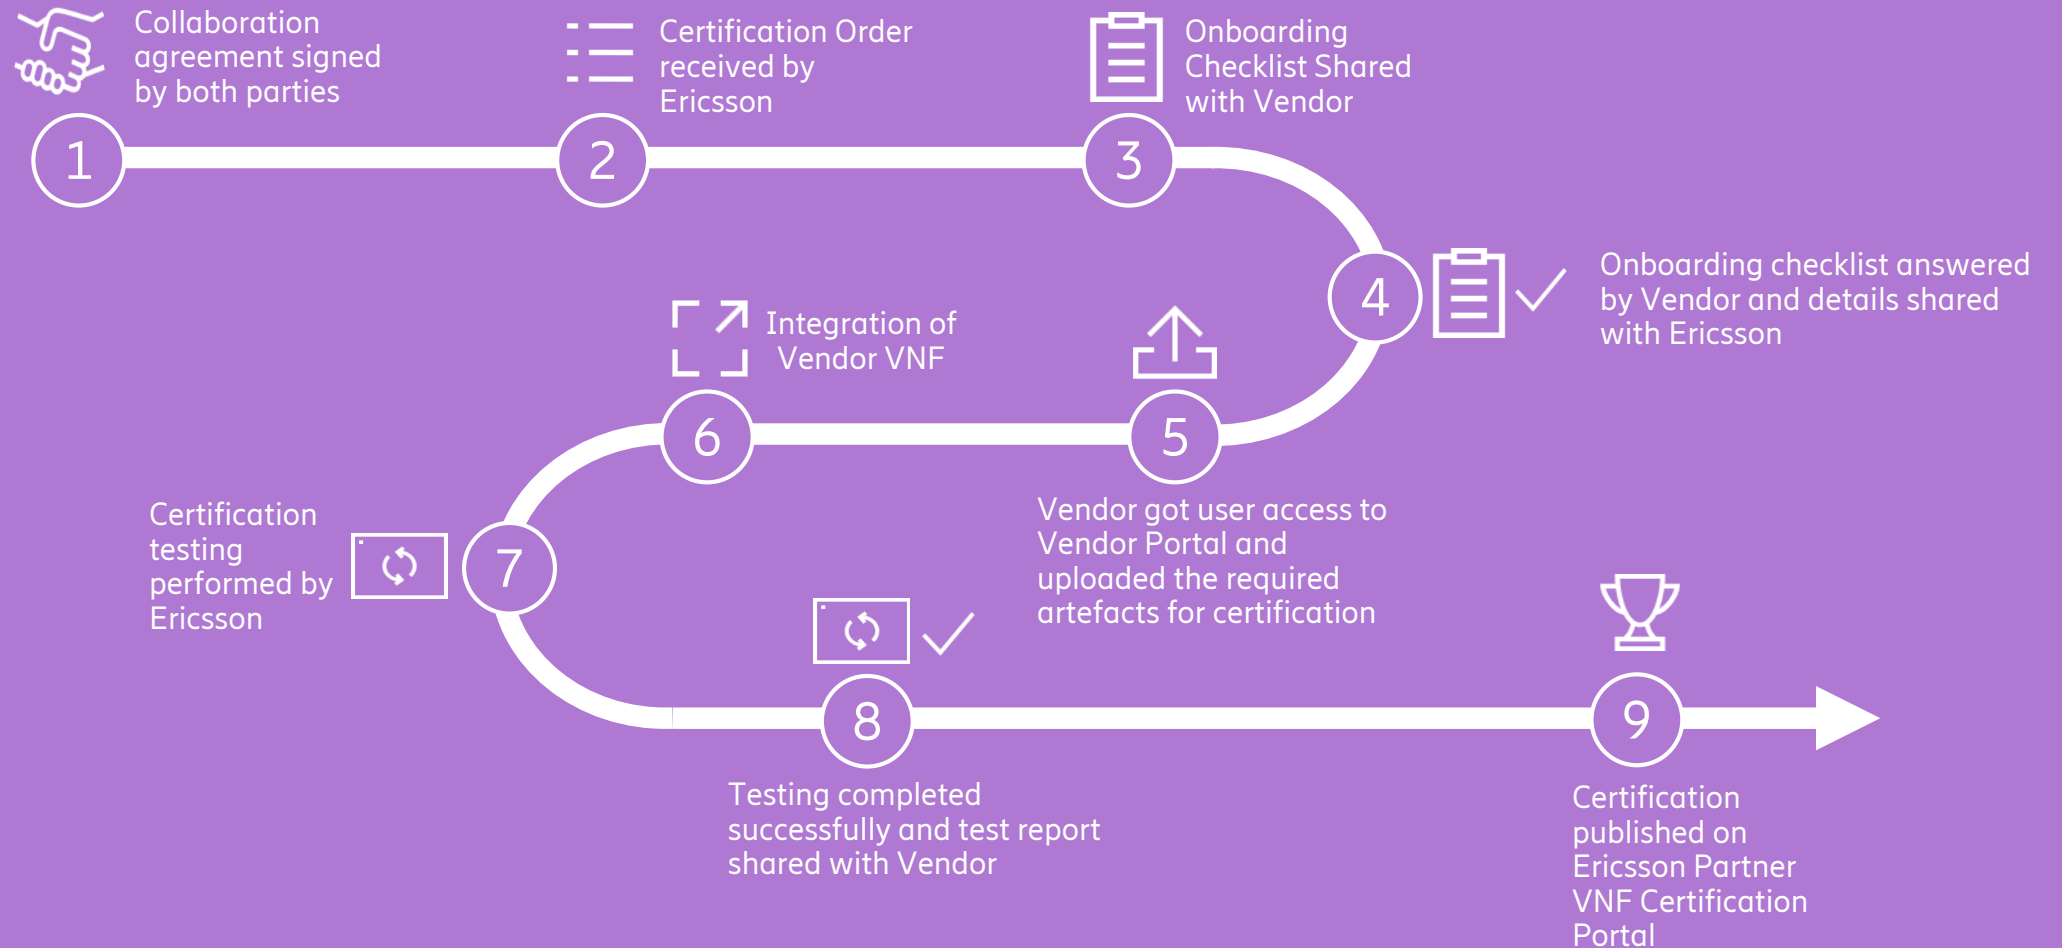 Collaboration
agreement signed
by both parties
1
Certification Order
received by
Ericsson
2
Onboarding
Checklist Shared
with Vendor
3
4
Onboarding checklist answered
by Vendor and details shared
with Ericsson
5
Vendor got user access to
Vendor Portal and
uploaded the required
artefacts for certification
Integration of
Vendor VNF
6
Certification
testing
performed by
Ericsson
7
8
Testing completed
successfully and test report
shared with Vendor
9
Certification
published on
Ericsson Partner
VNF Certification
Portal